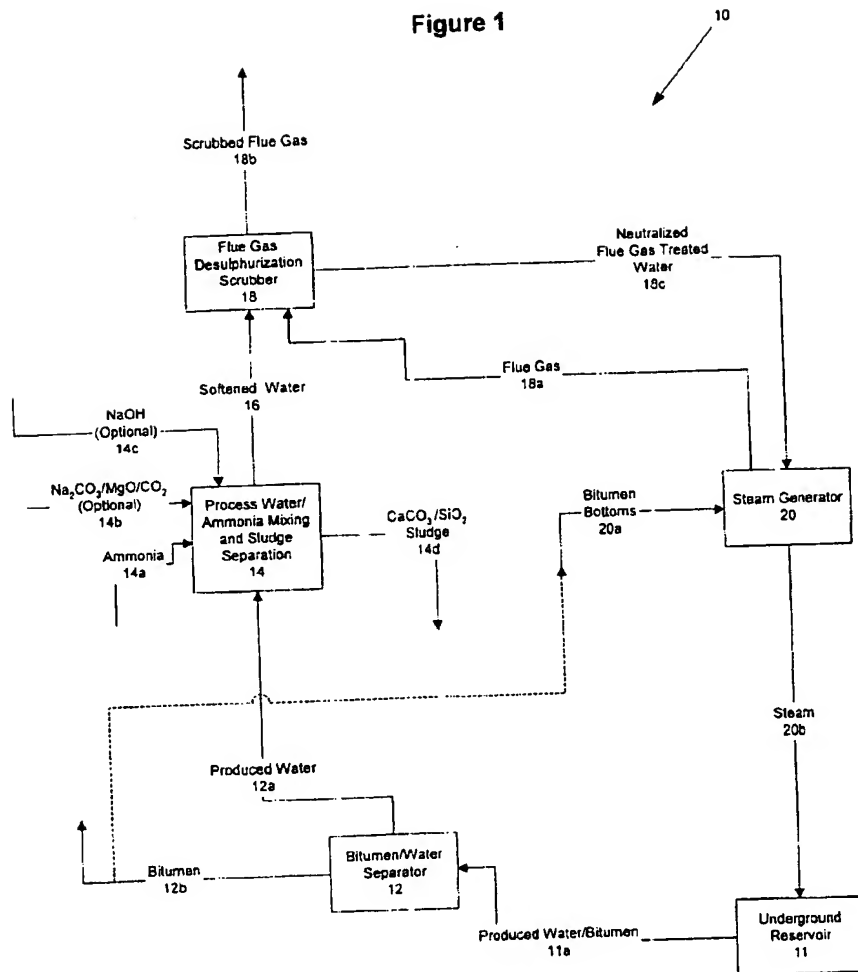 Figure 1
10
Scrubbed Flue Gas
18b
Flue Gas
Desulphurization
Scrubber
18
Neutralized
Flue Gas Treated
Water
18c
Flue Gas
18a
Softened Water
16
NaOH
(Optional)
14c
Na₂CO₃/MgO/CO₂
(Optional)
14b
Ammonia
14a
Process Water/
Ammonia Mixing
and Sludge
Separation
14
CaCO₃/SiO₂
Sludge
14d
Bitumen
Bottoms
20a
Steam Generator
20
Steam
20b
Produced Water
12a
Bitumen
12b
Bitumen/Water
Separator
12
Produced Water/Bitumen
11a
Underground
Reservoir
11